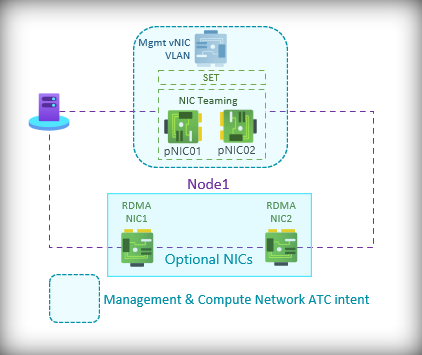 Mgmt vNIC
VLAN
SET
NIC Teaming
pNIC01
pNIC02
Node1
RDMA
NIC1
RDMA
NIC2
Optional NICs
Management & Compute Network ATC intent